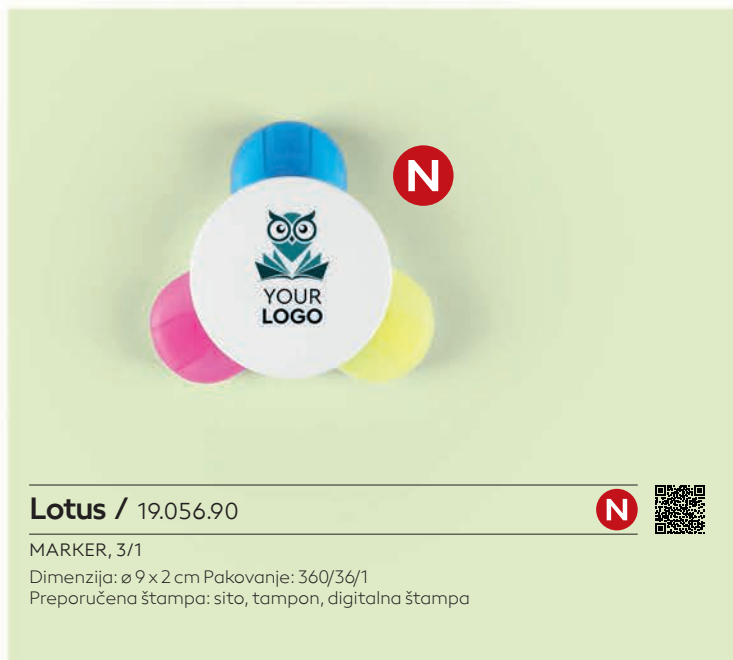 N
YOUR
LOGO
Lotus / 19.056.90
N
MARKER, 3/1
Dimenzija: ø 9 x 2 cm Pakovanje: 360/36/1
Preporučena štampa: sito, tampon, digitalna štampa